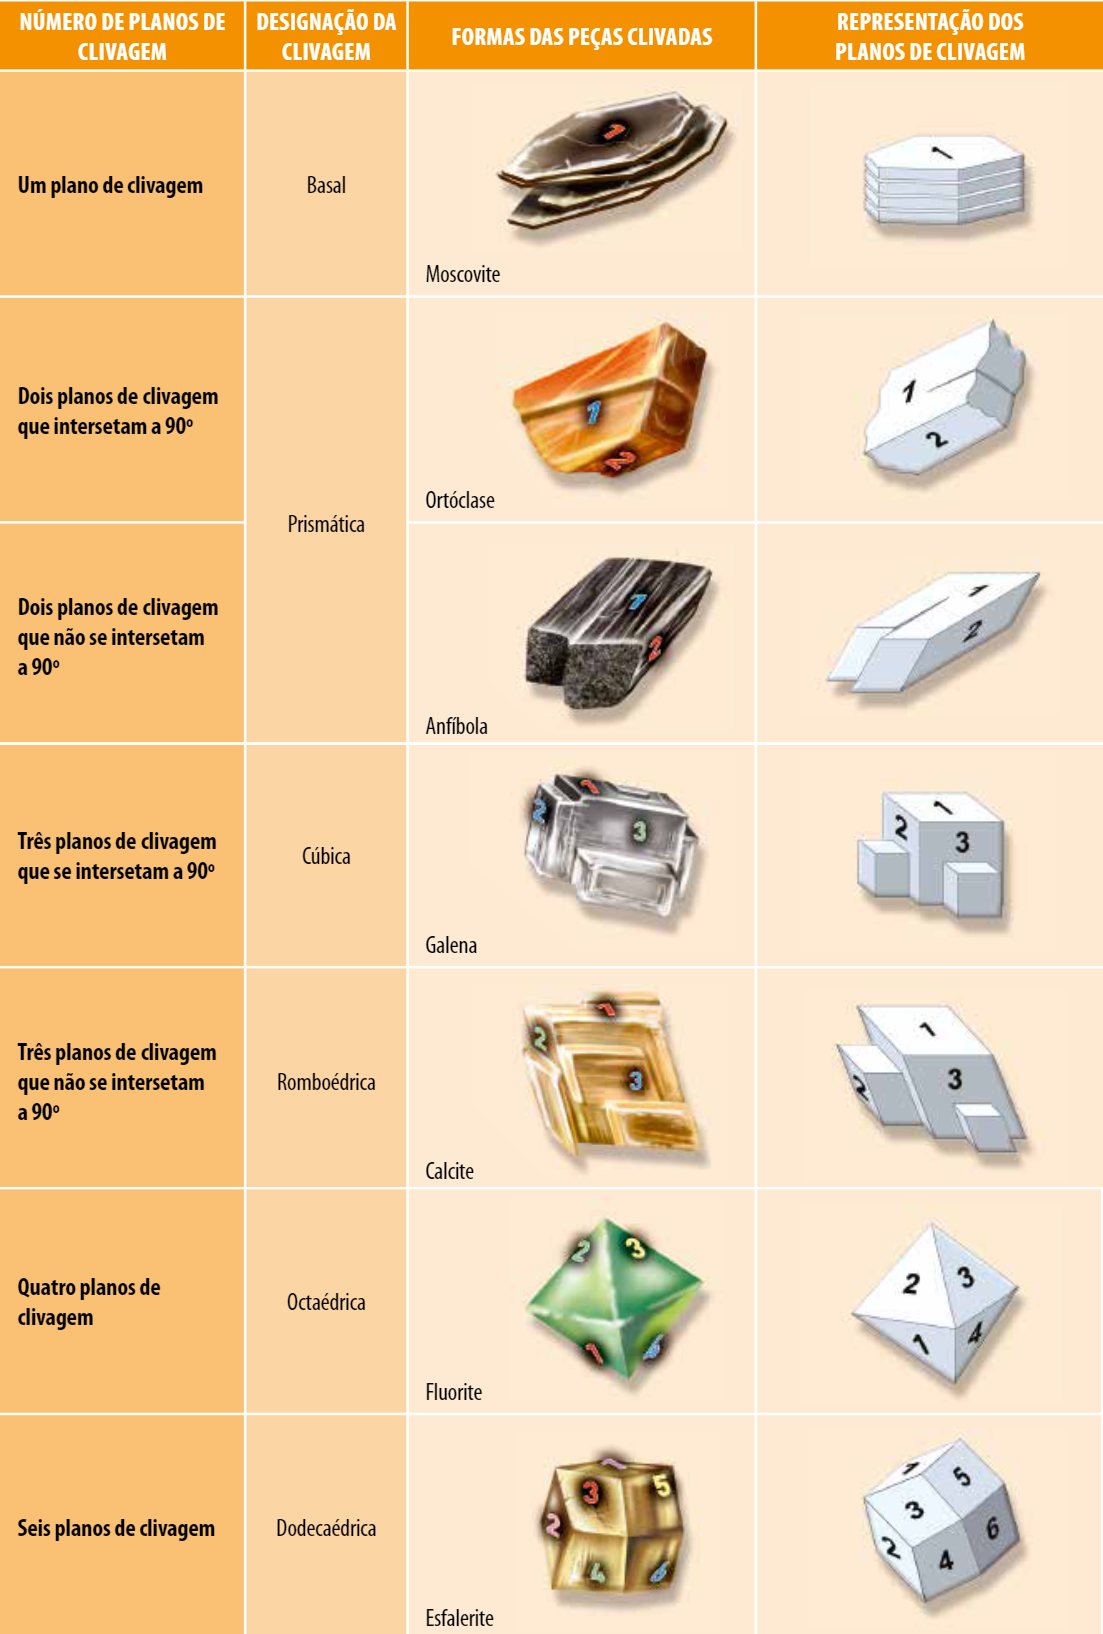 NÚMERO DE PLANOS DE
CLIVAGEM
DESIGNAÇÃO DA
CLIVAGEM
FORMAS DAS PEÇAS CLIVADAS
REPRESENTAÇÃO DOS
PLANOS DE CLIVAGEM
Um plano de clivagem
Basal
1
Moscovite
1
Dois planos de clivagem
que intersetam a 90º
Prismática
1
2
Ortóclase
1
2
Dois planos de clivagem
que não se intersetam
a 90º
1
2
Anfíbola
1
2
Três planos de clivagem
que se intersetam a 90º
Cúbica
1
2
3
Galena
1
2
3
Três planos de clivagem
que não se intersetam
a 90º
Romboédrica
1
2
3
Calcite
1
2
3
Quatro planos de
clivagem
Octaédrica
2
3
1
4
Fluorite
2
3
1
4
Seis planos de clivagem
Dodecaédrica
1
3
5
2
4
6
Esfalerite
1
5
3
6
2
4